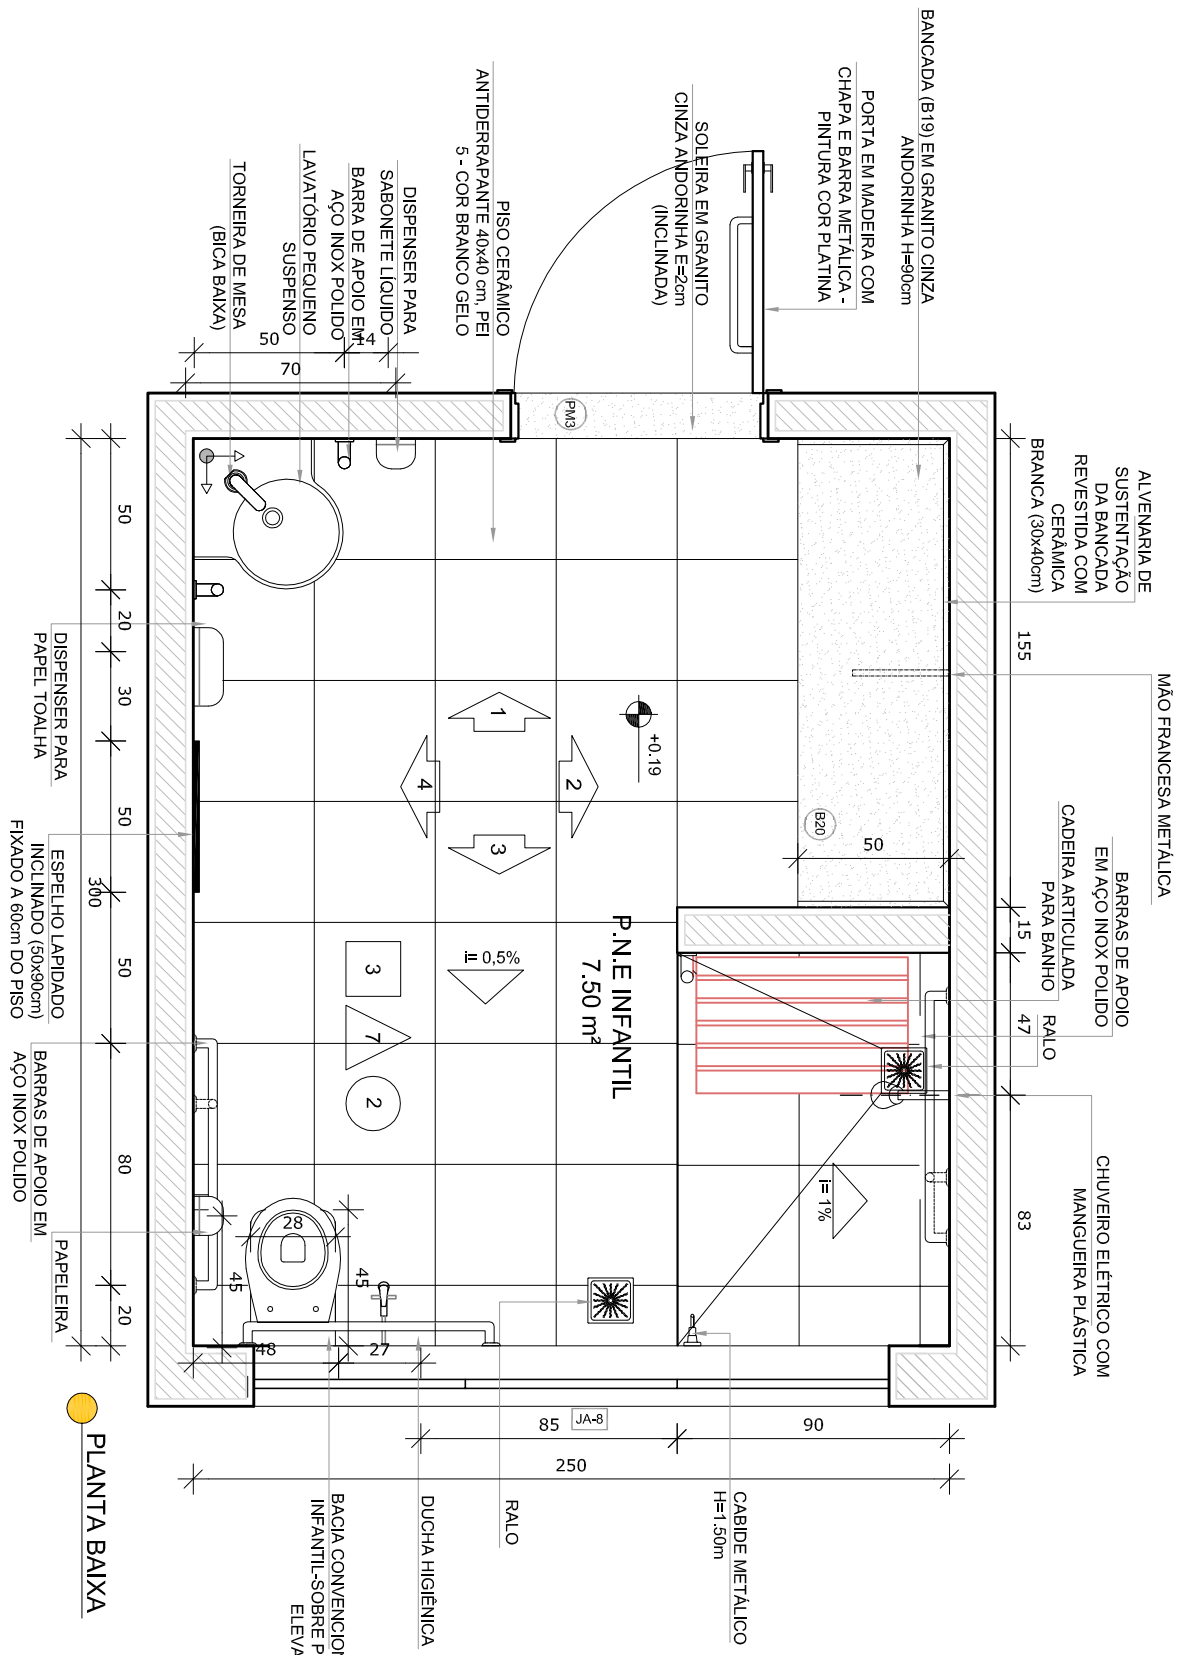 BANCADA (B19) EM GRANITO CINZA
ANDORINHA H=90cm
PORTA EM MADEIRA COM
CHAPA E BARRA METÁLICA -
PINTURA COR PLATINA
SOLEIRA EM GRANITO
CINZA ANDORINHA E=2cm
(INCLINADA)
PISO CERÂMICO
ANTIDERRAPANTE 40x40 cm, PEI
5 - COR BRANCO GELO
DISPENSER PARA
SABONETE LÍQUIDO
BARRA DE APOIO EM
AÇO INOX POLIDO
LAVATÓRIO PEQUENO
SUSPENSO
TORNEIRA DE MESA
(BICA BAIXA)
50
14
70
PM3
ALVENARIA DE
SUSTENTAÇÃO
DA BANCADA
REVESTIDA COM
CERÂMICA
BRANCA (30x40cm)
155
MÃO FRANCESA METÁLICA
CADEIRA ARTICULADA
PARA BANHO
BARRAS DE APOIO
EM AÇO INOX POLIDO
15
47
RALO
83
CHUVEIRO ELÉTRICO COM
MANGUEIRA PLÁSTICA
50
20
30
50
300
50
80
20
DISPENSER PARA
PAPEL TOALHA
ESPELHO LAPIDADO
INCLINADO (50x90cm)
FIXADO A 60cm DO PISO
BARRAS DE APOIO EM
AÇO INOX POLIDO
PAPELEIRA
1
2
3
4
+0.19
B20
50
P.N.E INFANTIL
7.50 m²
i= 0,5%
3
7
2
i= 1%
28
45
45
48
27
85
JA-8
90
250
CABIDE METÁLICO
H=1.50m
RALO
DUCHA HIGIÊNICA
BACIA CONVENCION
INFANTIL-SOBRE P
ELEVA
PLANTA BAIXA